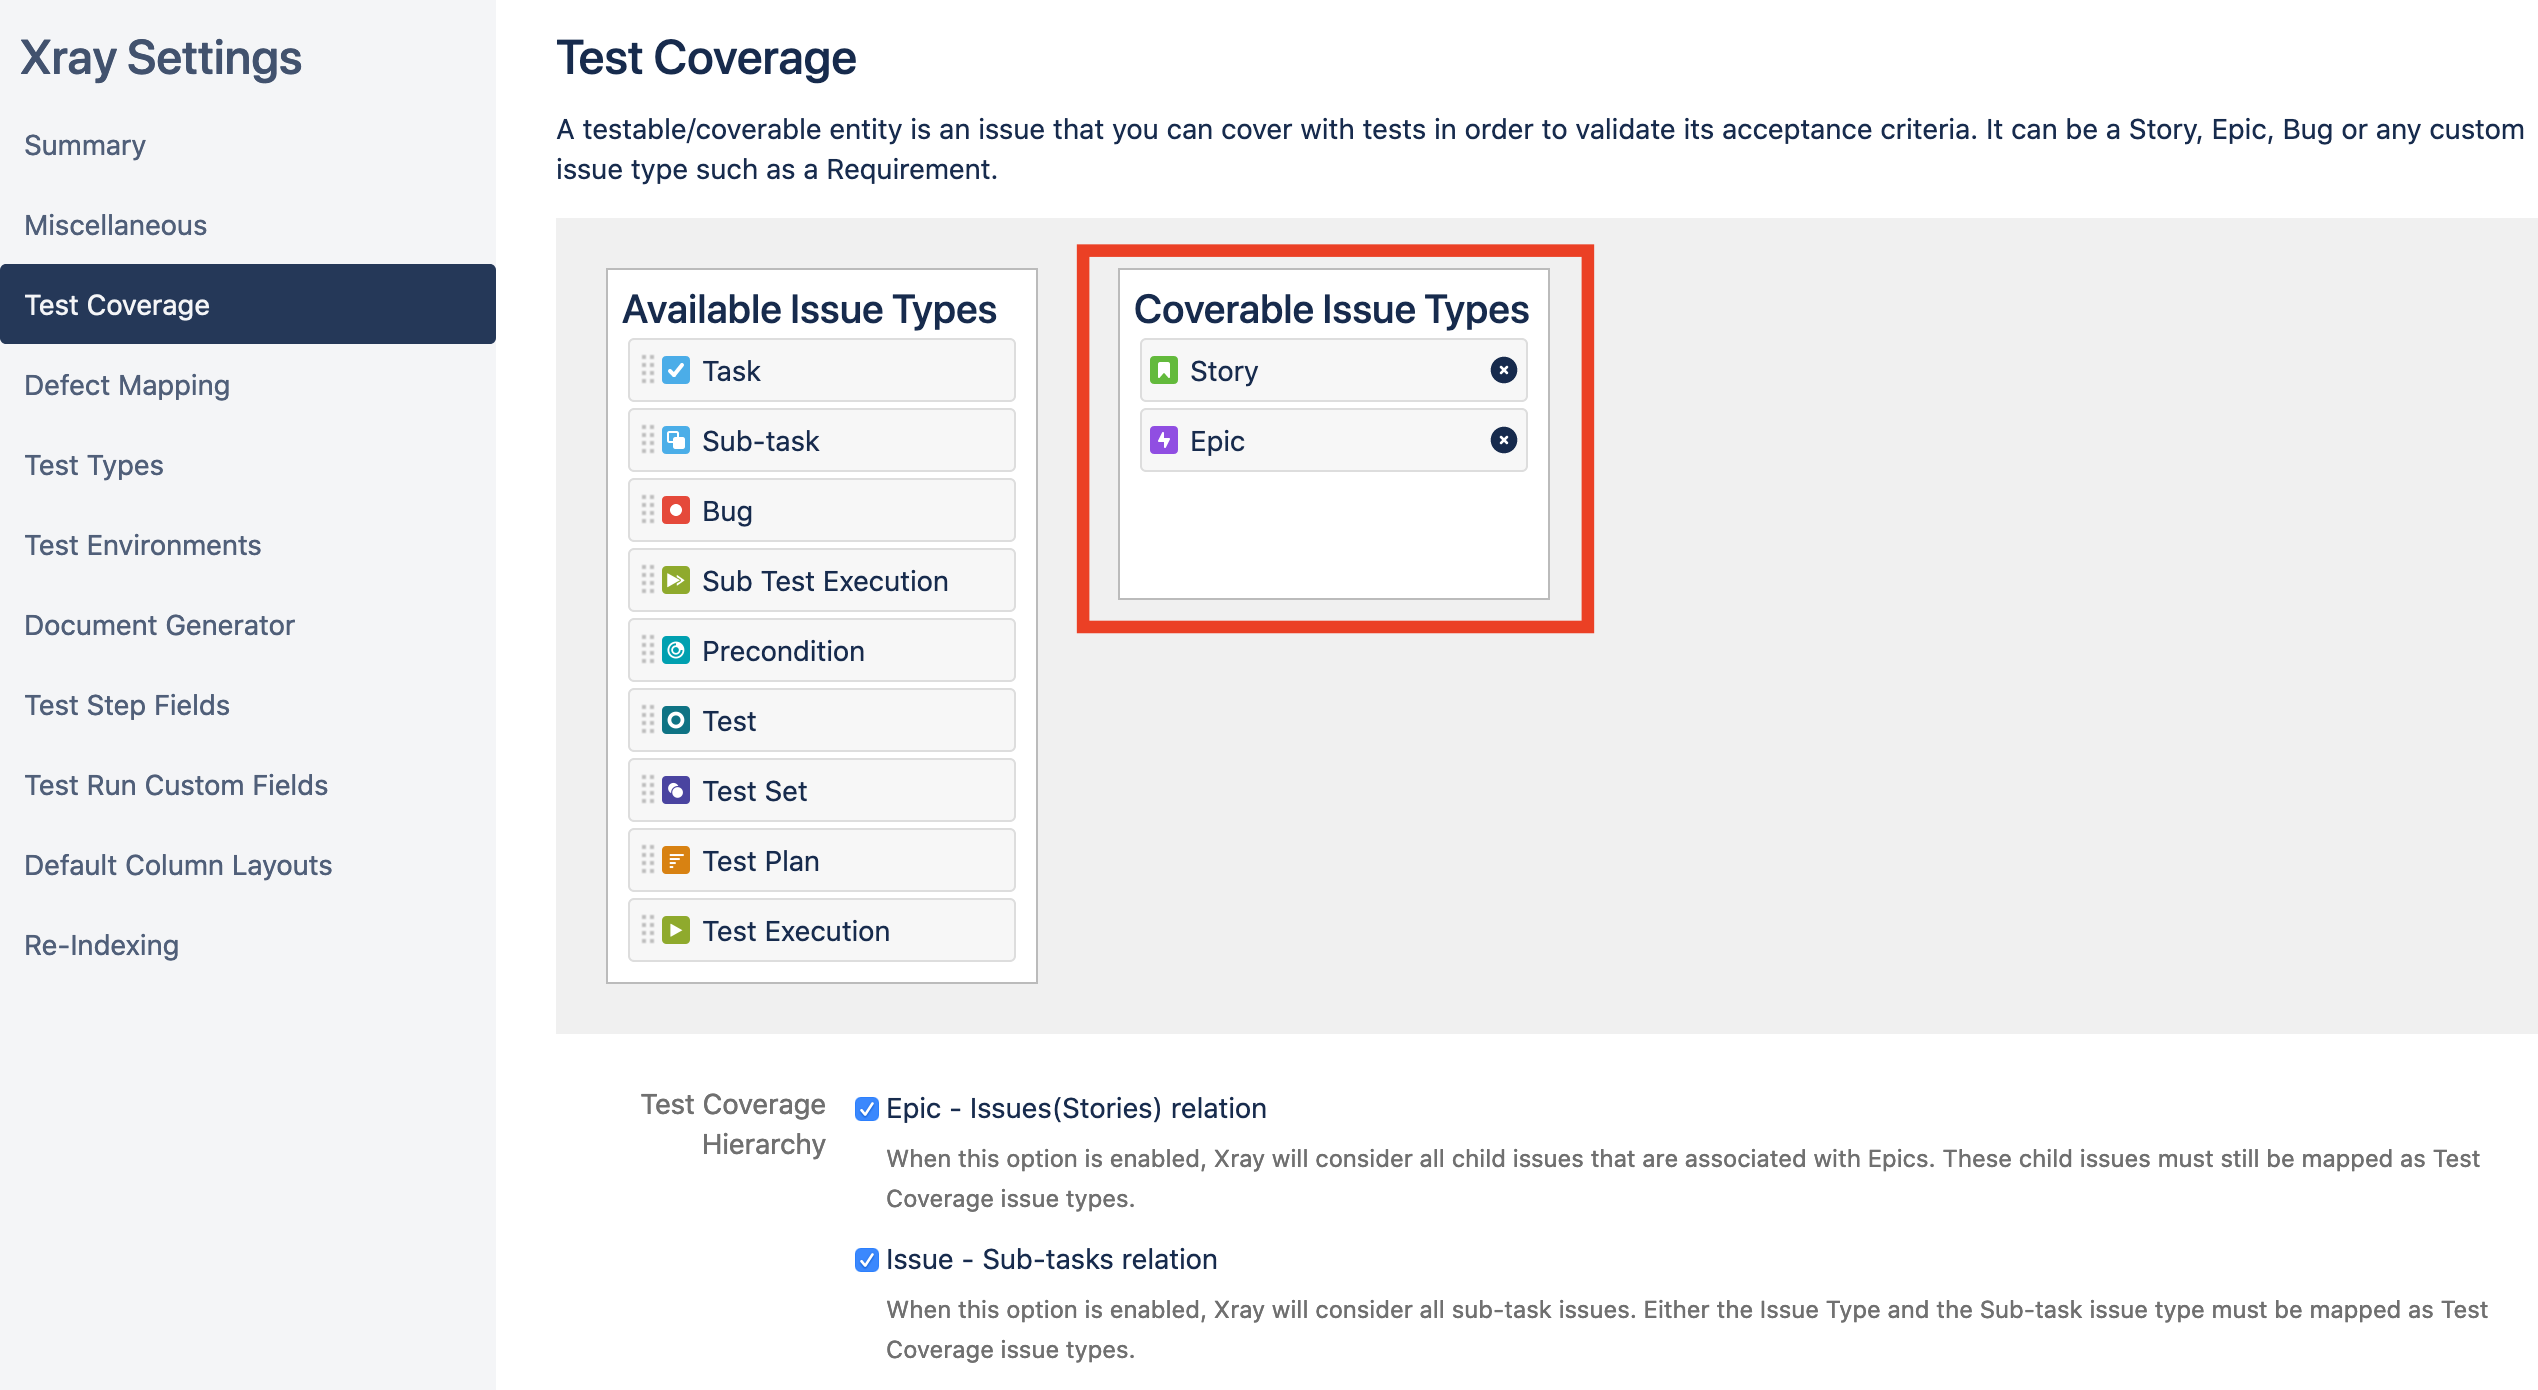 Xray Settings
Summary
Miscellaneous
Test Coverage
Defect Mapping
Test Types
Test Environments
Document Generator
Test Step Fields
Test Run Custom Fields
Default Column Layouts
Re-Indexing
Test Coverage
A testable/coverable entity is an issue that you can cover with tests in order to validate its acceptance criteria. It can be a Story, Epic, Bug or any custom
issue type such as a Requirement.
Available Issue Types
Task
Sub-task
Bug
Sub Test Execution
Precondition
Test
Test Set
Test Plan
Test Execution
Coverable Issue Types
Story
Epic
Test Coverage
Hierarchy
Epic - Issues(Stories) relation
When this option is enabled, Xray will consider all child issues that are associated with Epics. These child issues must still be mapped as Test
Coverage issue types.
Issue - Sub-tasks relation
When this option is enabled, Xray will consider all sub-task issues. Either the Issue Type and the Sub-task issue type must be mapped as Test
Coverage issue types.